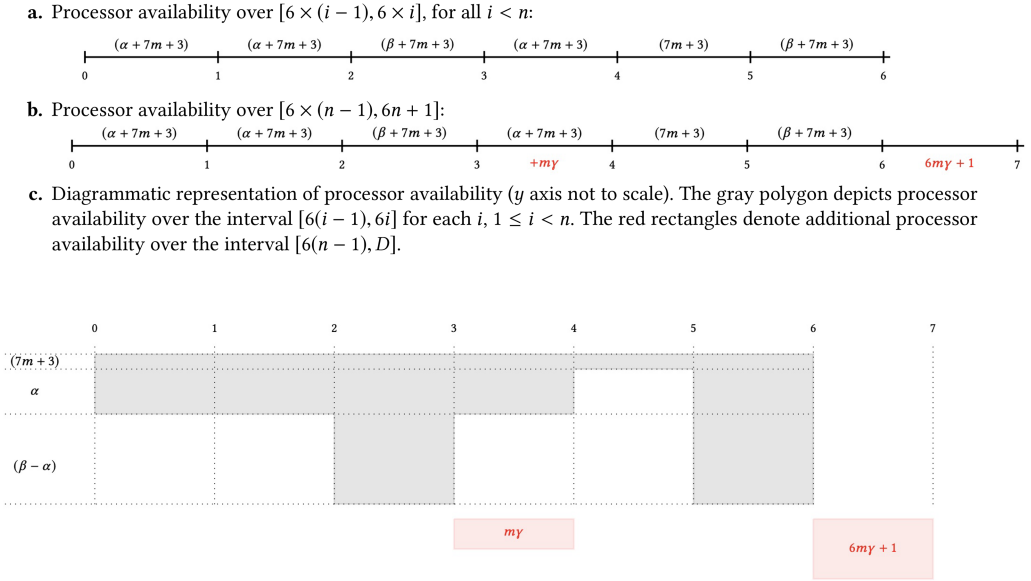 a. Processor availability over [6 × (i − 1), 6 × i], for all i < n:
(α + 7m + 3) (α + 7m + 3) (β + 7m + 3) (α + 7m + 3) (7m + 3) (β + 7m + 3)
0 1 2 3 4 5 6
b. Processor availability over [6 × (n − 1), 6n + 1]:
(α + 7m + 3) (α + 7m + 3) (β + 7m + 3) (α + 7m + 3) (7m + 3) (β + 7m + 3)
0 1 2 3 +mγ 4 5 6 6mγ + 1 7
c. Diagrammatic representation of processor availability (y axis not to scale). The gray polygon depicts processor
availability over the interval [6(i − 1), 6i] for each i, 1 ≤ i < n. The red rectangles denote additional processor
availability over the interval [6(n − 1), D].
0 1 2 3 4 5 6 7
(7m + 3)
α
(β − α)
mγ
6mγ + 1